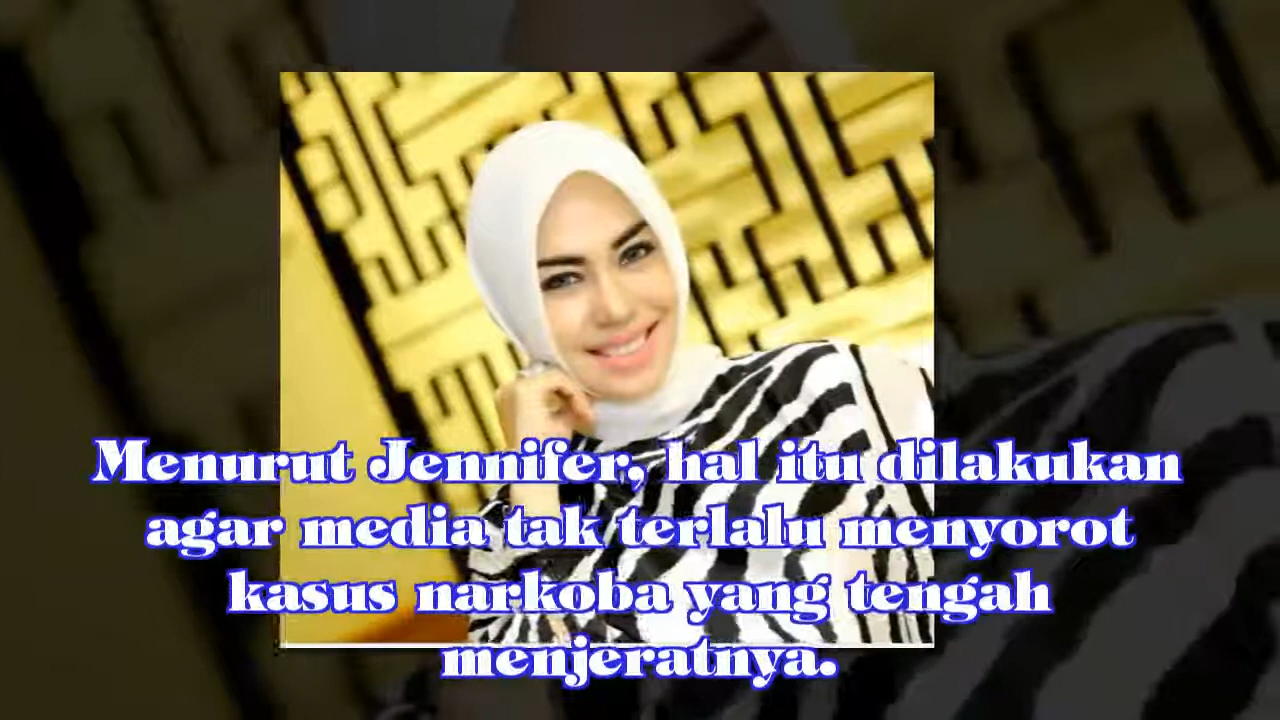 Menurut Jennifer, hal itu dilakukan
agar media tak terlalu menyorot
kasus narkoba yang tengah
menjeratnya.